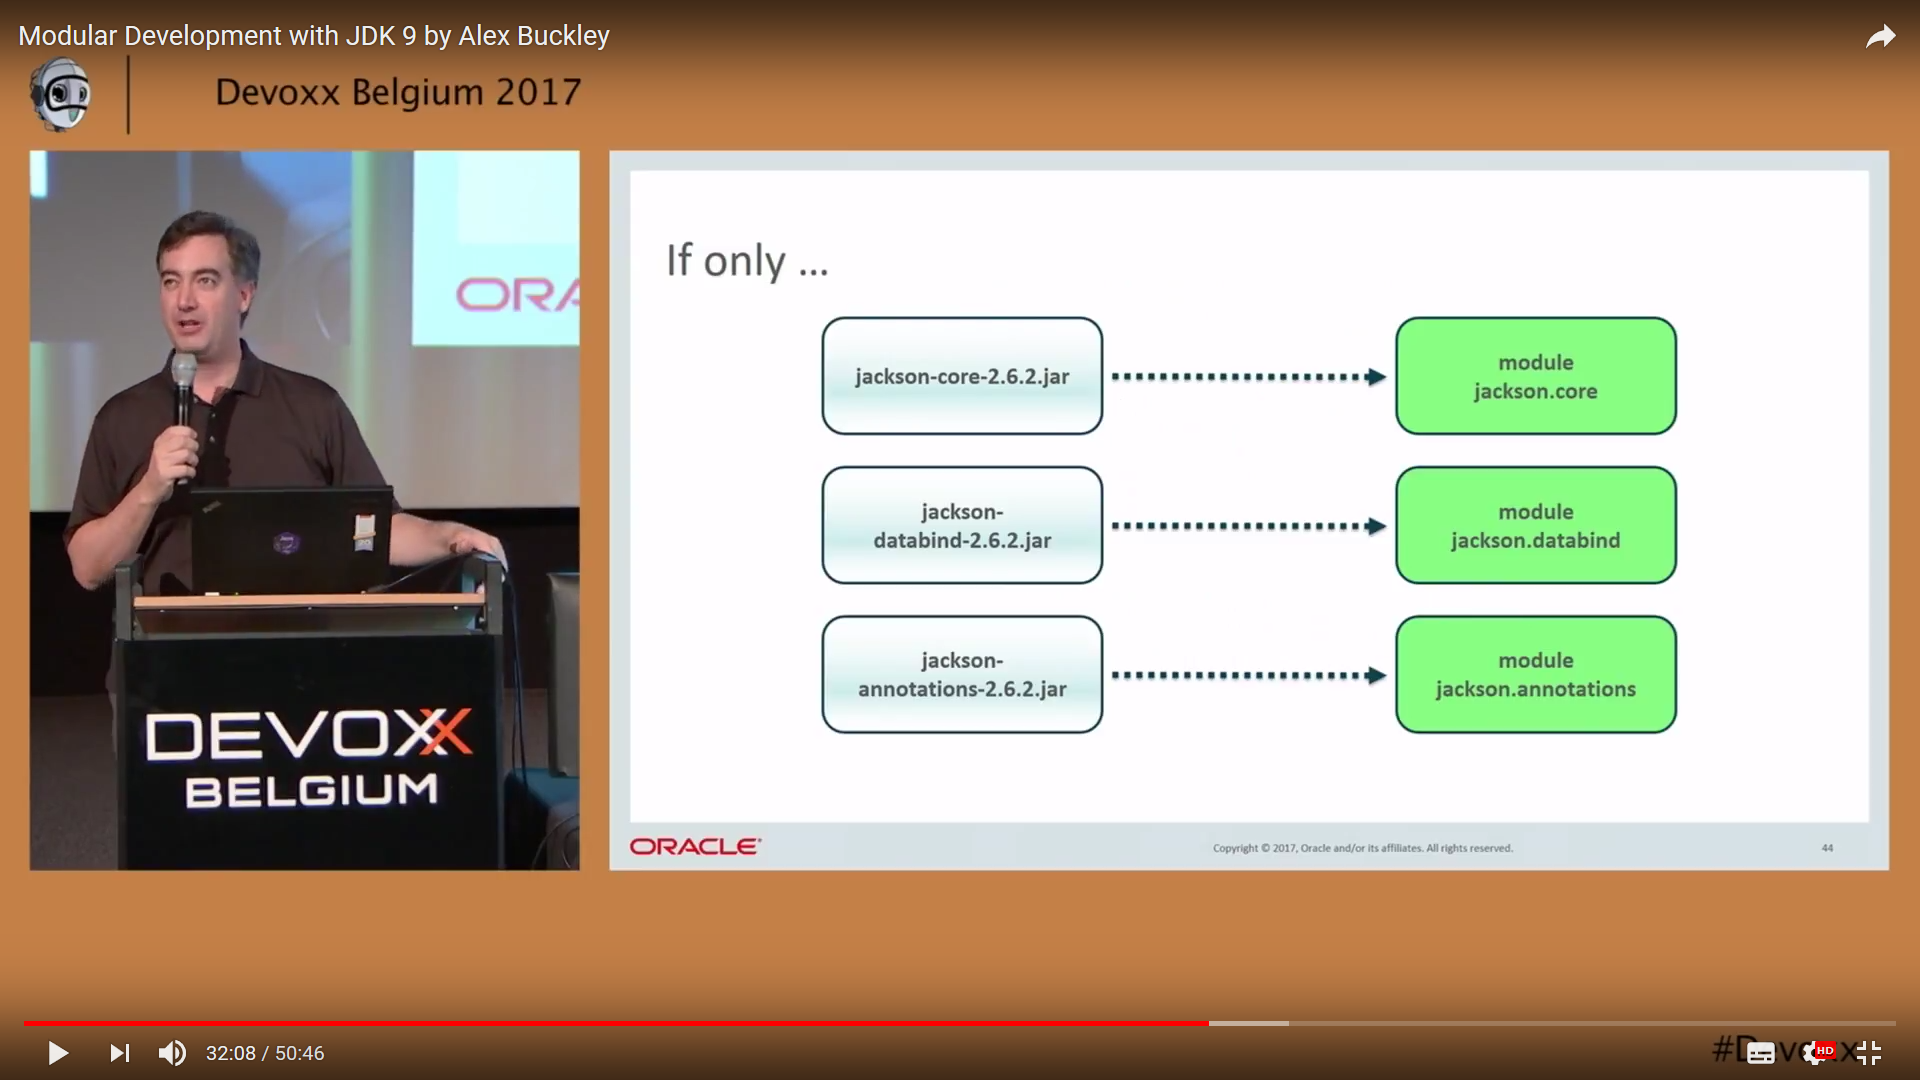 Modular Development with JDK 9 by Alex Buckley
Devoxx Belgium 2017
ORA
If only ...
jackson-core-2.6.2.jar
module
jackson.core
jackson-
databind-2.6.2.jar
module
jackson.databind
jackson-
annotations-2.6.2.jar
module
jackson.annotations
DEVOXX
BELGIUM
ORACLE
Copyright © 2017, Oracle and/or its affiliates. All rights reserved.
44
32:08 / 50:46
#Devoxx
HD